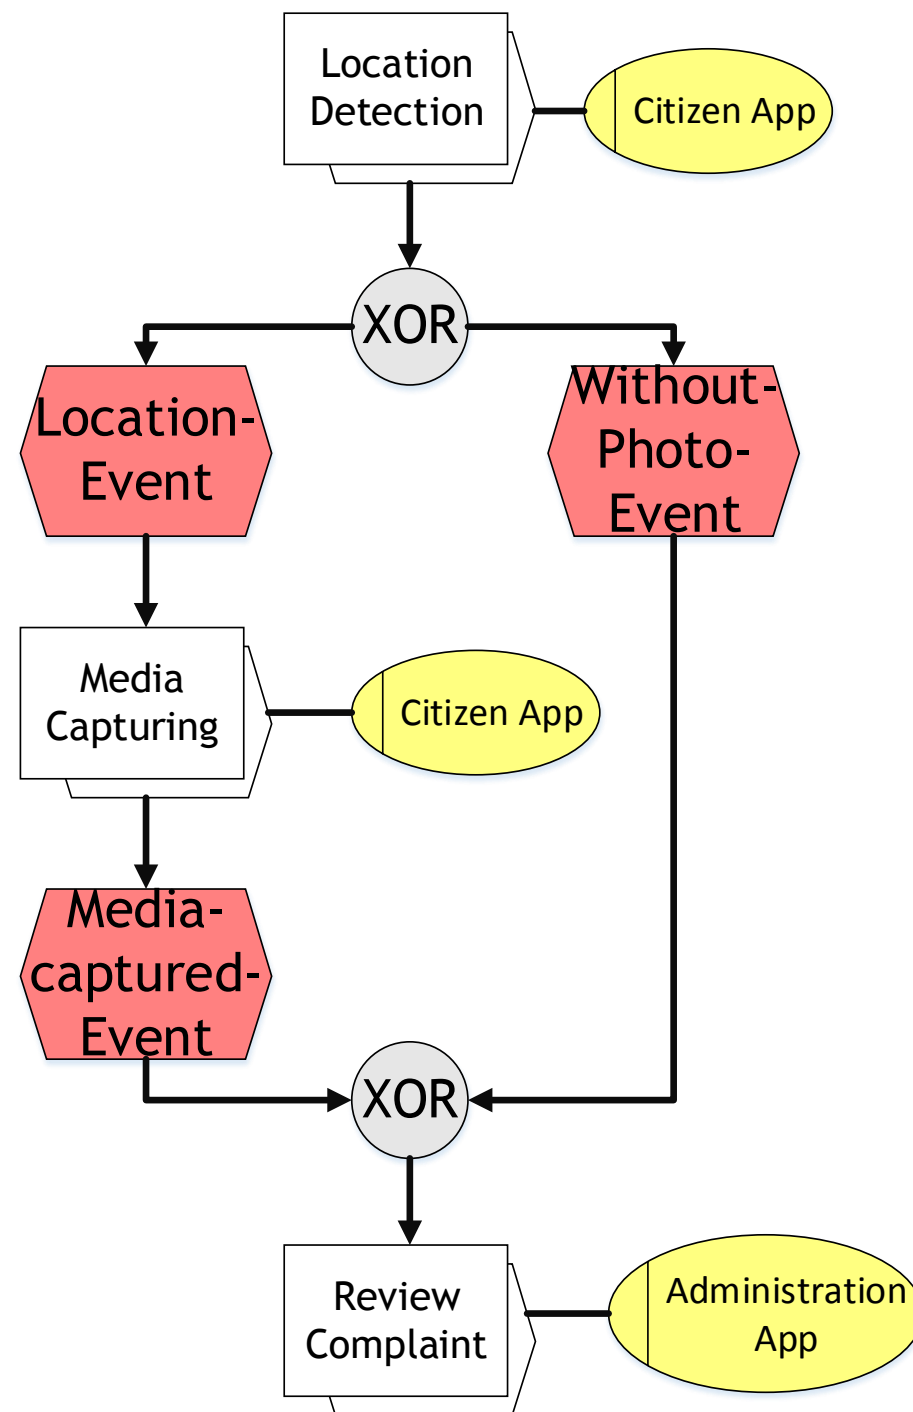 Location
Detection
Citizen App
XOR
Location-
Event
Without-
Photo-
Event
Media
Capturing
Citizen App
Media-
captured-
Event
XOR
Review
Complaint
Administration
App